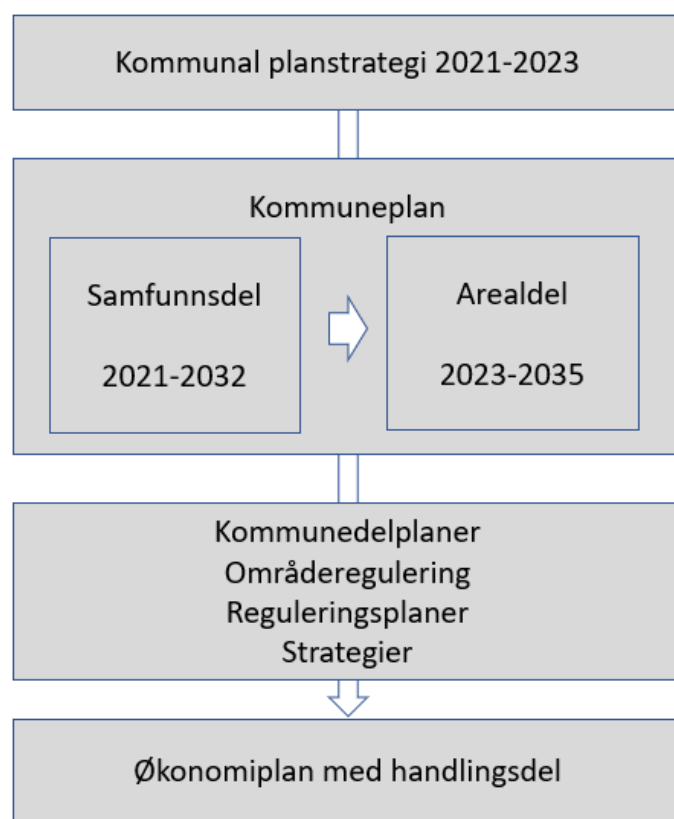 Kommunal planstrategi 2021-2023
Kommuneplan
Samfunnsdel
2021-2032
Arealdel
2023-2035
Kommunedelplaner
Områderegulering
Reguleringsplaner
Strategier
Økonomiplan med handlingsdel